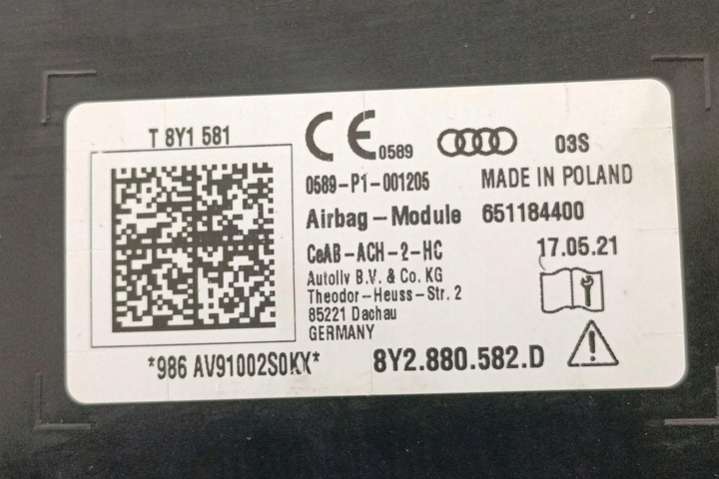 T 8Y1 581
CE 0589
03S
0589-P1-001205 MADE IN POLAND
Airbag-Module 651184400
CeAB-ACH-2-HC 17.05.21
Autoliv B.V. & Co. KG
Theodor-Heuss-Str. 2
85221 Dachau
GERMANY
*986 AV91002S0KX*
8Y2.880.582.D